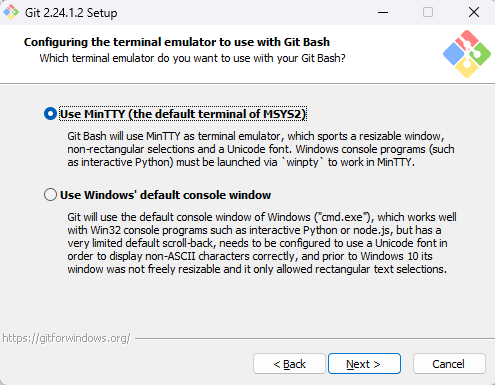 Git 2.24.1.2 Setup
Configuring the terminal emulator to use with Git Bash
Which terminal emulator do you want to use with your Git Bash?
Use MinTTY (the default terminal of MSYS2)
Git Bash will use MinTTY as terminal emulator, which sports a resizable window,
non-rectangular selections and a Unicode font. Windows console programs (such
as interactive Python) must be launched via `winpty` to work in MinTTY.
Use Windows' default console window
Git will use the default console window of Windows ("cmd.exe"), which works well
with Win32 console programs such as interactive Python or node.js, but has a
very limited default scroll-back, needs to be configured to use a Unicode font in
order to display non-ASCII characters correctly, and prior to Windows 10 its
window was not freely resizable and it only allowed rectangular text selections.
https://gitforwindows.org/
< Back
Next >
Cancel